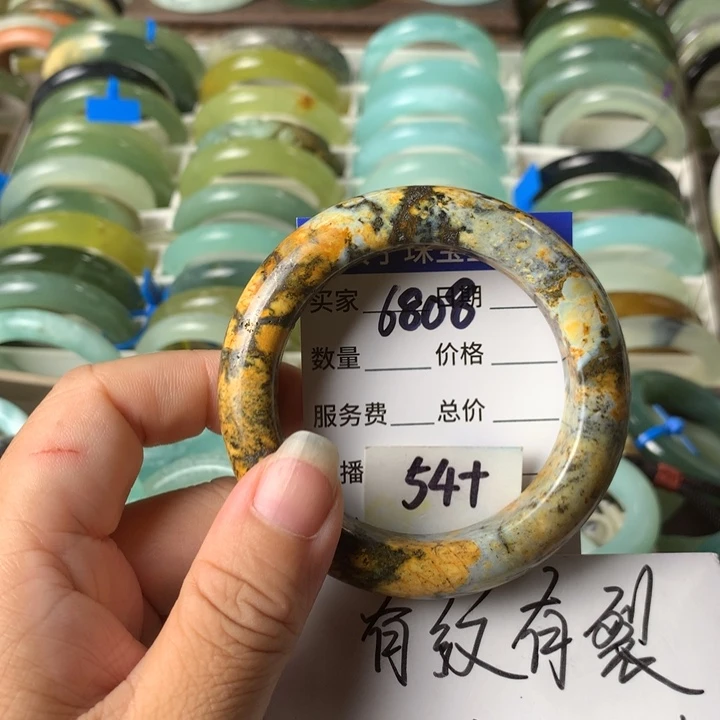 子珠宝
买家 6808 日期
数量 价格
服务费 总价
播
54+
有纹有裂